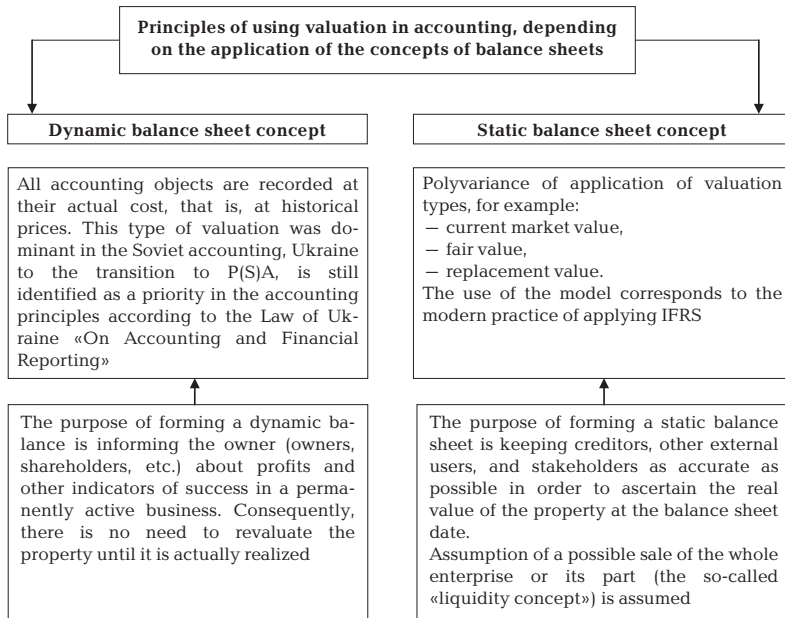 Principles of using valuation in accounting, depending
on the application of the concepts of balance sheets
Dynamic balance sheet concept
Static balance sheet concept
All accounting objects are recorded at
their actual cost, that is, at historical
prices. This type of valuation was do-
minant in the Soviet accounting, Ukraine
to the transition to P(S)A, is still
identified as a priority in the accounting
principles according to the Law of Uk-
raine «On Accounting and Financial
Reporting»
Polyvariance of application of valuation
types, for example:
— current market value,
— fair value,
— replacement value.
The use of the model corresponds to the
modern practice of applying IFRS
The purpose of forming a dynamic ba-
lance is informing the owner (owners,
shareholders, etc.) about profits and
other indicators of success in a perma-
nently active business. Consequently,
there is no need to revaluate the
property until it is actually realized
The purpose of forming a static balance
sheet is keeping creditors, other external
users, and stakeholders as accurate as
possible in order to ascertain the real
value of the property at the balance sheet
date.
Assumption of a possible sale of the whole
enterprise or its part (the so-called
«liquidity concept») is assumed